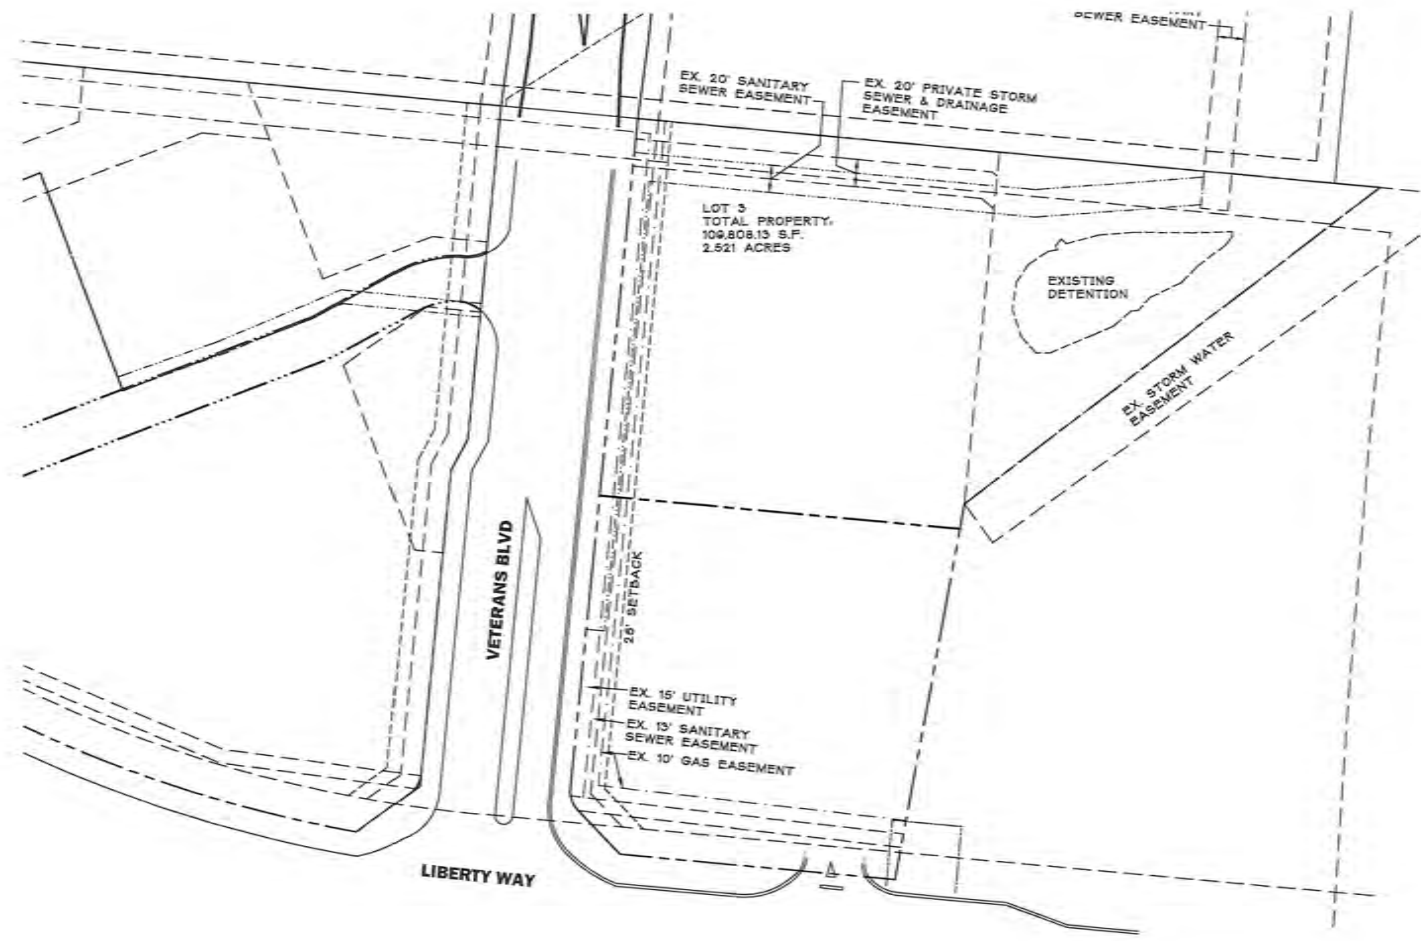 SEWER EASEMENT
EX. 20' SANITARY
SEWER EASEMENT
EX. 20' PRIVATE STORM
SEWER & DRAINAGE
EASEMENT
LOT 3
TOTAL PROPERTY.
109,808.13 S.F.
2.521 ACRES
EXISTING
DETENTION
EX. STORM WATER
EASEMENT
VETERANS BLVD
25' SETBACK
EX. 15' UTILITY
EASEMENT
EX. 13' SANITARY
SEWER EASEMENT
EX. 10' GAS EASEMENT
LIBERTY WAY